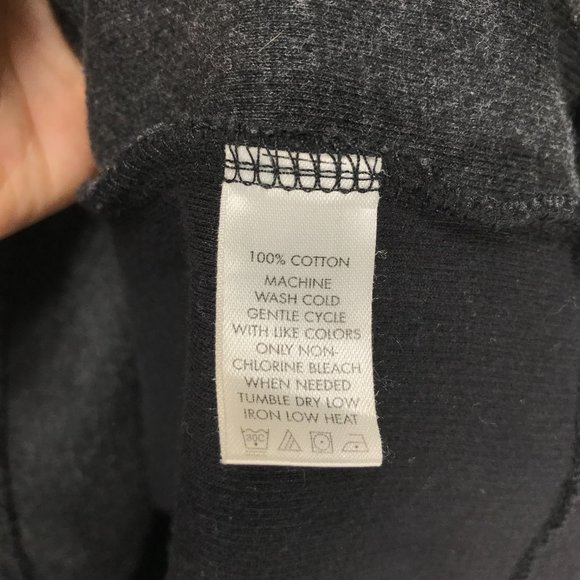 100% COTTON
MACHINE
WASH COLD
GENTLE CYCLE
WITH LIKE COLORS
ONLY NON-
CHLORINE BLEACH
WHEN NEEDED
TUMBLE DRY LOW
IRON LOW HEAT
30C